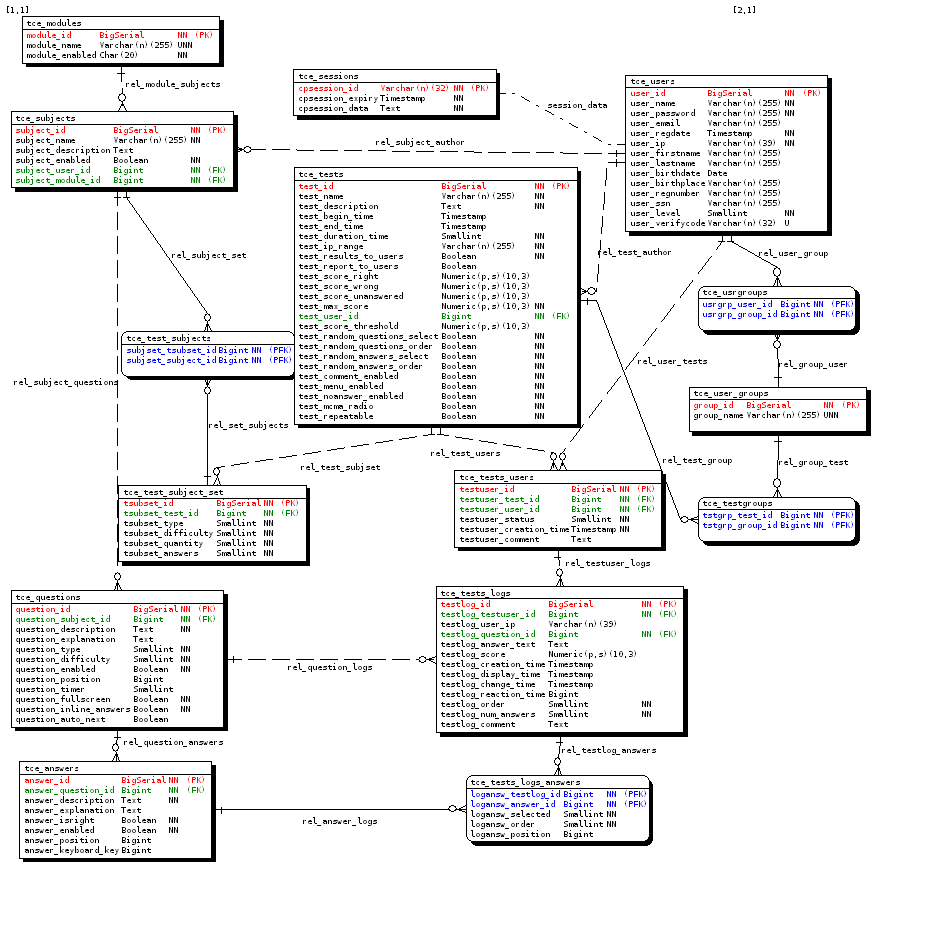 [1,1]
[2,1]
tce_modules
module_id BigSerial NN (PK)
module_name Varchar(n)(255) UNN
module_enabled Char(20) NN
rel_module_subjects
tce_sessions
cpsession_id Varchar(n)(32) NN (PK)
cpsession_expiry Timestamp NN
cpsession_data Text NN
session_data
tce_users
user_id BigSerial NN (PK)
user_name Varchar(n)(255) NN
user_password Varchar(n)(255) NN
user_email Varchar(n)(255)
user_regdate Timestamp NN
user_ip Varchar(n)(39) NN
user_firstname Varchar(n)(255)
user_lastname Varchar(n)(255)
user_birthdate Date
user_birthplace Varchar(n)(255)
user_regnumber Varchar(n)(255)
user_ssn Varchar(n)(255)
user_level Smallint NN
user_verifycode Varchar(n)(32) U
tce_subjects
subject_id BigSerial NN (PK)
subject_name Varchar(n)(255) NN
subject_description Text
subject_enabled Boolean NN
subject_user_id Bigint NN (FK)
subject_module_id Bigint NN (FK)
rel_subject_author
tce_tests
test_id BigSerial NN (PK)
test_name Varchar(n)(255) NN
test_description Text NN
test_begin_time Timestamp
test_end_time Timestamp
test_duration_time Smallint NN
test_ip_range Varchar(n)(255) NN
test_results_to_users Boolean NN
test_report_to_users Boolean
test_score_right Numeric(p,s)(10,3)
test_score_wrong Numeric(p,s)(10,3)
test_score_unanswered Numeric(p,s)(10,3)
test_max_score Numeric(p,s)(10,3) NN
test_user_id Bigint NN (FK)
test_score_threshold Numeric(p,s)(10,3)
test_random_questions_select Boolean NN
test_random_questions_order Boolean NN
test_random_answers_select Boolean NN
test_random_answers_order Boolean NN
test_comment_enabled Boolean NN
test_menu_enabled Boolean NN
test_noanswer_enabled Boolean NN
test_mcma_radio Boolean NN
test_repeatable Boolean NN
rel_subject_set
rel_test_author
rel_user_group
tce_usrgroups
usrgrp_user_id Bigint NN (PFK)
usrgrp_group_id Bigint NN (PFK)
tce_test_subjects
subjset_tsubset_id Bigint NN (PFK)
subjset_subject_id Bigint NN (PFK)
rel_user_tests
rel_group_user
rel_subject_questions
tce_user_groups
group_id BigSerial NN (PK)
group_name Varchar(n)(255) UNN
rel_set_subjects
rel_test_subjset
rel_test_users
rel_test_group
rel_group_test
tce_test_subject_set
tsubset_id BigSerial NN (PK)
tsubset_test_id Bigint NN (FK)
tsubset_type Smallint NN
tsubset_difficulty Smallint NN
tsubset_quantity Smallint NN
tsubset_answers Smallint NN
tce_tests_users
testuser_id BigSerial NN (PK)
testuser_test_id Bigint NN (FK)
testuser_user_id Bigint NN (FK)
testuser_status Smallint NN
testuser_creation_time Timestamp NN
testuser_comment Text
tce_testgroups
tstgrp_test_id Bigint NN (PFK)
tstgrp_group_id Bigint NN (PFK)
rel_testuser_logs
tce_questions
question_id BigSerial NN (PK)
question_subject_id Bigint NN (FK)
question_description Text NN
question_explanation Text
question_type Smallint NN
question_difficulty Smallint NN
question_enabled Boolean NN
question_position Bigint
question_timer Smallint
question_fullscreen Boolean NN
question_inline_answers Boolean NN
question_auto_next Boolean
rel_question_logs
tce_tests_logs
testlog_id BigSerial NN (PK)
testlog_testuser_id Bigint NN (FK)
testlog_user_ip Varchar(n)(39)
testlog_question_id Bigint NN (FK)
testlog_answer_text Text
testlog_score Numeric(p,s)(10,3)
testlog_creation_time Timestamp
testlog_display_time Timestamp
testlog_change_time Timestamp
testlog_reaction_time Bigint
testlog_order Smallint NN
testlog_num_answers Smallint NN
testlog_comment Text
rel_question_answers
rel_testlog_answers
tce_answers
answer_id BigSerial NN (PK)
answer_question_id Bigint NN (FK)
answer_description Text NN
answer_explanation Text
answer_isright Boolean NN
answer_enabled Boolean NN
answer_position Bigint
answer_keyboard_key Bigint
rel_answer_logs
tce_tests_logs_answers
logansw_testlog_id Bigint NN (PFK)
logansw_answer_id Bigint NN (PFK)
logansw_selected Smallint NN
logansw_order Smallint NN
logansw_position Bigint